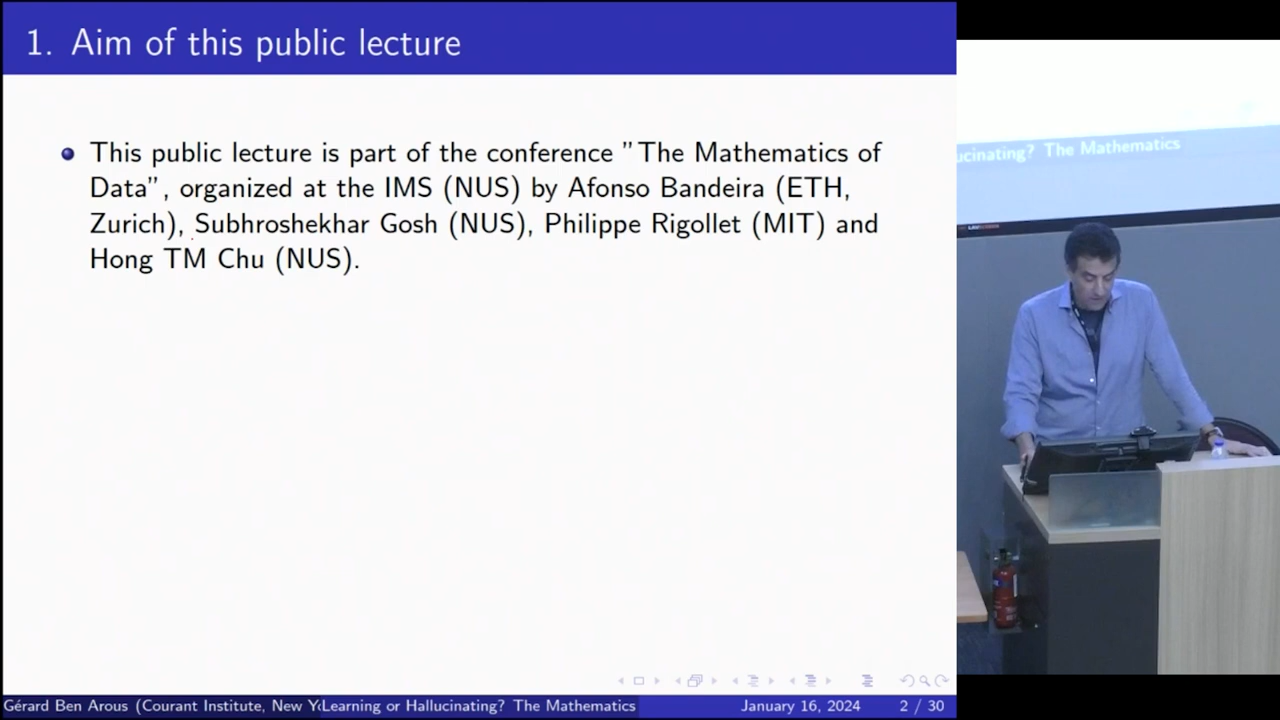 1. Aim of this public lecture
This public lecture is part of the conference "The Mathematics of
Data", organized at the IMS (NUS) by Afonso Bandeira (ETH,
Zurich), Subhroshekhar Gosh (NUS), Philippe Rigollet (MIT) and
Hong TM Chu (NUS).
ucinating? The Mathematics
Gérard Ben Arous (Courant Institute, New Y
Learning or Hallucinating? The Mathematics
January 16, 2024
2 / 30